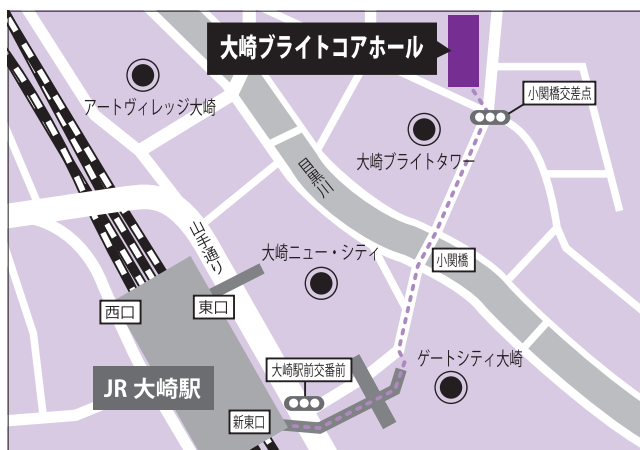 大崎ブライトコアホール
アートヴィレッジ大崎
小関橋交差点
大崎ブライトタワー
目黒川
山手通り
大崎ニュー・シティ
小関橋
西口
東口
大崎駅前交番前
ゲートシティ大崎
JR 大崎駅
新東口